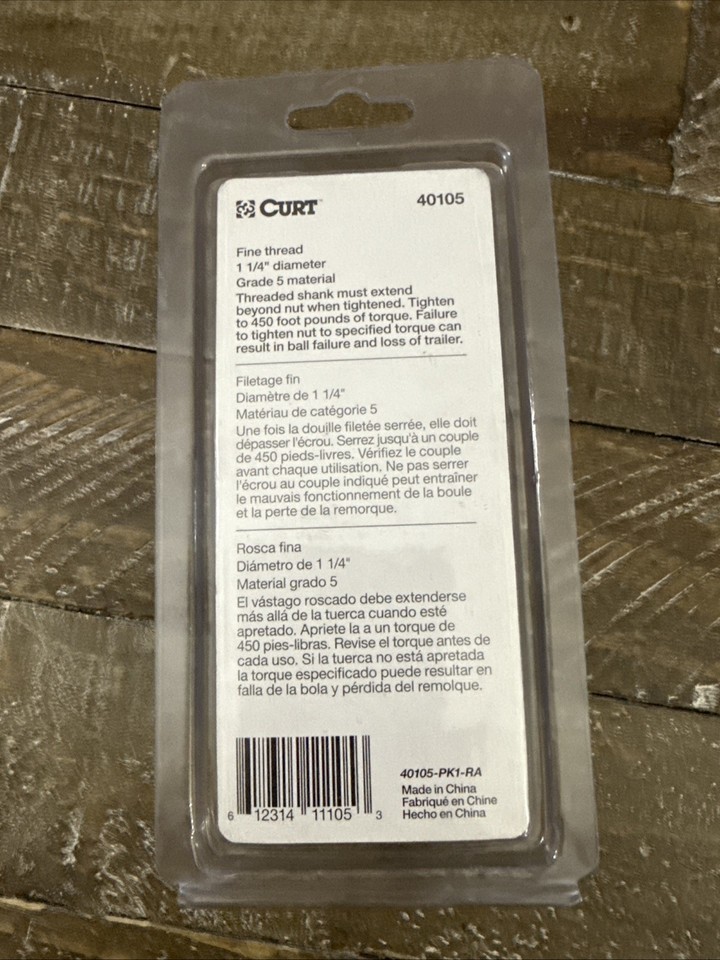 CURT
40105
Fine thread
1 1/4" diameter
Grade 5 material
Threaded shank must extend
beyond nut when tightened. Tighten
to 450 foot pounds of torque. Failure
to tighten nut to specified torque can
result in ball failure and loss of trailer.
Filetage fin
Diamètre de 1 1/4"
Matériau de catégorie 5
Une fois la douille filetée serrée, elle doit
dépasser l'écrou. Serrez jusqu'à un couple
de 450 pieds-livres. Vérifiez le couple
avant chaque utilisation. Ne pas serrer
l'écrou au couple indiqué peut entraîner
le mauvais fonctionnement de la boule
et la perte de la remorque.
Rosca fina
Diámetro de 1 1/4"
Material grado 5
El vástago roscado debe extenderse
más allá de la tuerca cuando esté
apretado. Apriete la a un torque de
450 pies-libras. Revise el torque antes de
cada uso. Si la tuerca no está apretada
la torque especificado puede resultar en
falla de la bola y pérdida del remolque.
6 12314 11105 3
40105-PK1-RA
Made in China
Fabriqué en Chine
Hecho en China